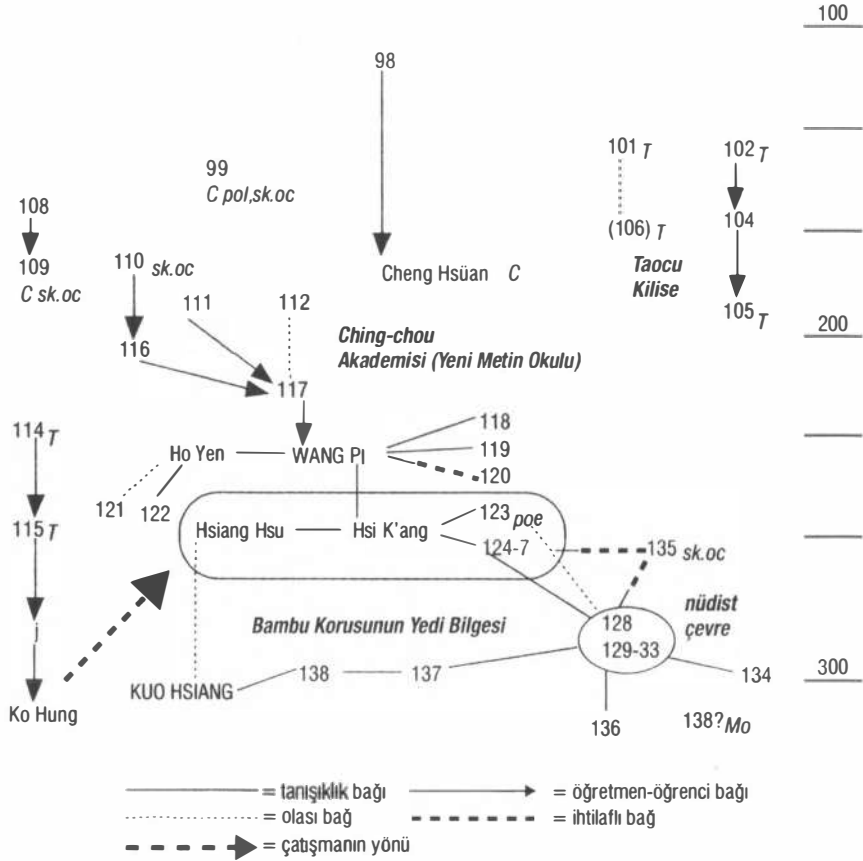 100
98
101 T
102 T
99
C pol,sk.oc
108
104
(106) T
109
C sk.oc
110 sk.oc
Cheng Hsüan C
Taocu
Kilise
111
112
105 T
200
Ching-chou
Akademisi (Yeni Metin Okulu)
116
117
118
114 T
Ho Yen
WANG PI
119
120
121
122
123 poe
115 T
Hsiang Hsu
Hsi K'ang
124-7
135 sk.oc
nüdist
çevre
128
129-33
Bambu Korusunun Yedi Bilgesi
j
138
137
134
300
KUO HSIANG
Ko Hung
136
138? Mo
= tanışıklık bağı
= öğretmen-öğrenci bağı
= olası bağ
= ihtilaflı bağ
= çatışmanın yönü